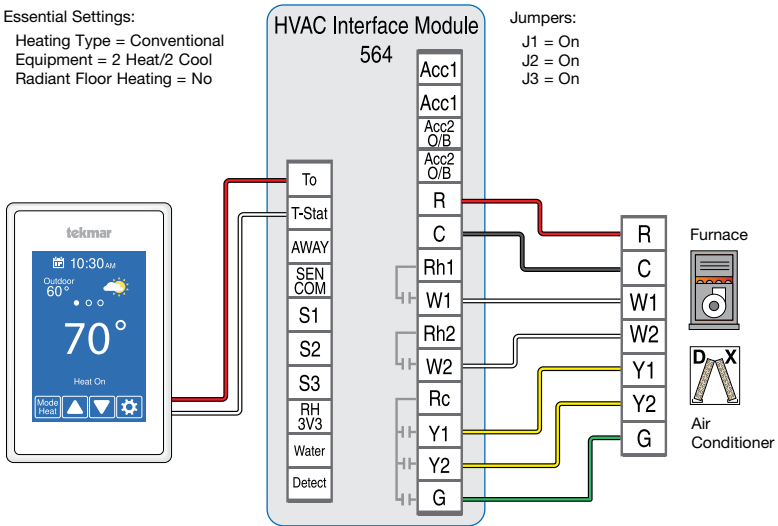 Essential Settings:
Heating Type = Conventional
Equipment = 2 Heat/2 Cool
Radiant Floor Heating = No
HVAC Interface Module
564
Jumpers:
J1 = On
J2 = On
J3 = On
Acc1
Acc1
Acc2
O/B
Acc2
O/B
R
C
Rh1
W1
Rh2
W2
Rc
Y1
Y2
G
To
T-Stat
AWAY
SEN
COM
S1
S2
S3
RH
3V3
Water
Detect
tekmar
10:30 AM
Outdoor
60°
70°
Heat On
Mode
Heat
R
C
W1
W2
Y1
Y2
G
Furnace
D X
Air
Conditioner